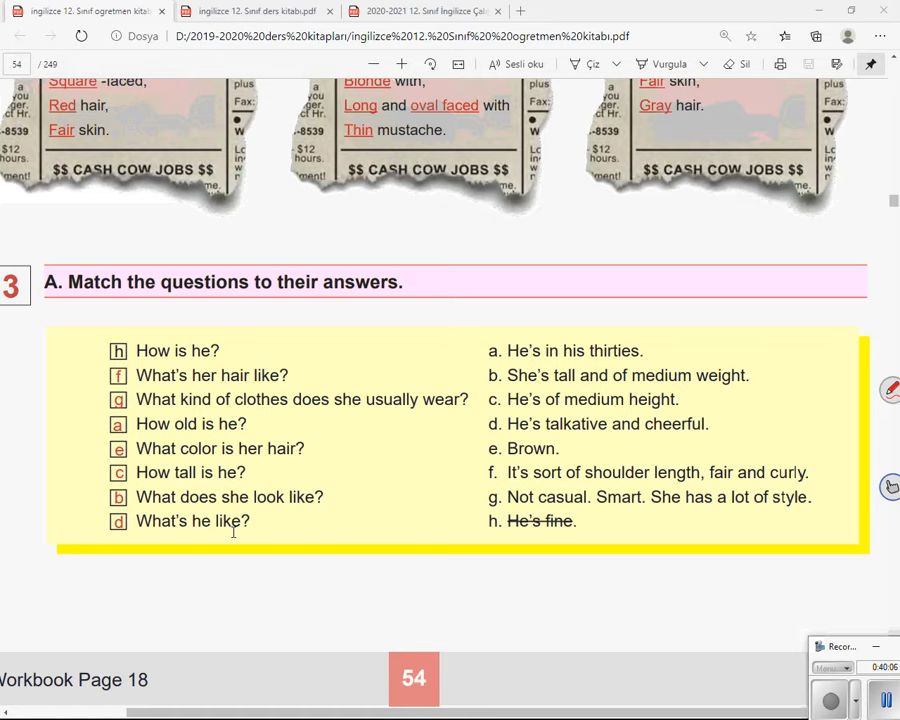 ingilizce 12. Sınıf ogretmen kitab
ingilizce 12. Sınıf ders kitabı.pdf
2020-2021 12. Sınıf İngilizce Çal
Dosya
D:/2019-2020%20ders%20kitapları/ingilizce%2012.%20Sınıf%20%20ogretmen%20kitabı.pdf
54 / 249
Sesli oku
Çiz
Vurgula
Sil
Square -faced,
Red hair,
Fair skin.
Blonde with,
Long and oval faced with
Thin mustache.
Fair skin,
Gray hair.
$$ CASH COW JOBS $$
$$ CASH COW JOBS $$
$$ CASH COW JOBS $$
3
A. Match the questions to their answers.
h How is he?
f What's her hair like?
g What kind of clothes does she usually wear?
a How old is he?
e What color is her hair?
c How tall is he?
b What does she look like?
d What's he like?
a. He's in his thirties.
b. She's tall and of medium weight.
c. He's of medium height.
d. He's talkative and cheerful.
e. Brown.
f. It's sort of shoulder length, fair and curly.
g. Not casual. Smart. She has a lot of style.
h. He's fine.
Workbook Page 18
54
Recor...
Menu
0:40:06